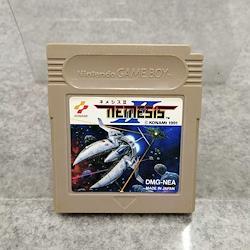 Nintendo GAME BOY
ネメシスII
KONAMI
NEMESIS II
TM
© KONAMI 1991
DMG-NEA
MADE IN JAPAN